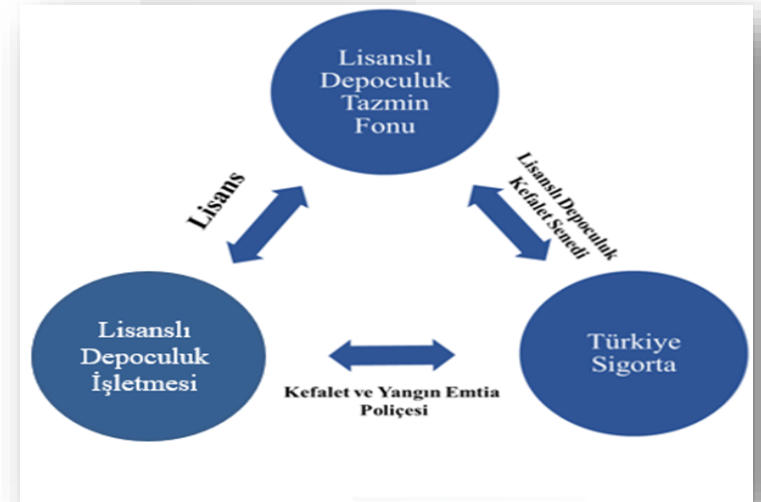 Lisanslı
Depoculuk
Tazmin
Fonu
Lisans
Lisanslı Depoculuk
Kefalet Senedi
Lisanslı
Depoculuk
İşletmesi
Türkiye
Sigorta
Kefalet ve Yangın Emtia
Poliçesi